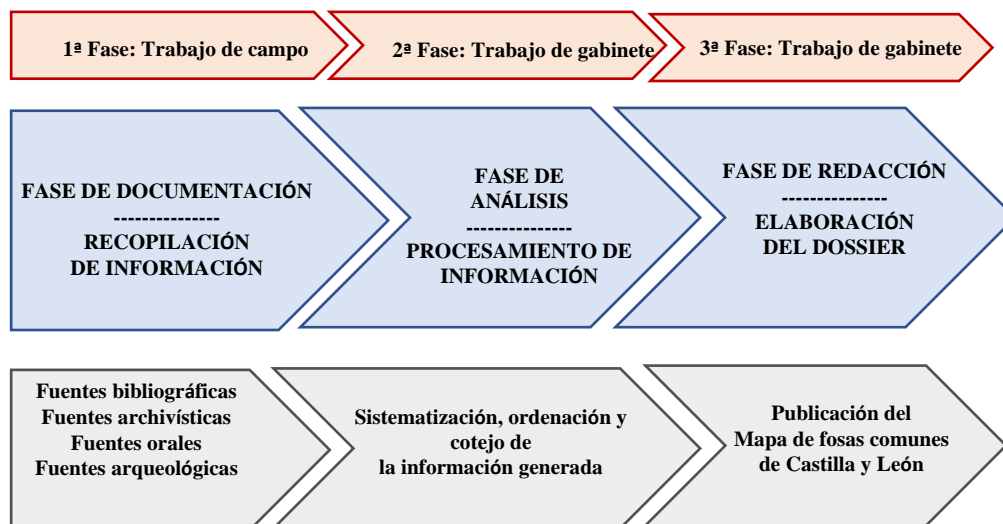 1ª Fase: Trabajo de campo
2ª Fase: Trabajo de gabinete
3ª Fase: Trabajo de gabinete
FASE DE DOCUMENTACIÓN
---------------
RECOPILACIÓN
DE INFORMACIÓN
FASE DE
ANÁLISIS
---------------
PROCESAMIENTO DE
INFORMACIÓN
FASE DE REDACCIÓN
---------------
ELABORACIÓN
DEL DOSSIER
Fuentes bibliográficas
Fuentes archivísticas
Fuentes orales
Fuentes arqueológicas
Sistematización, ordenación y
cotejo de
la información generada
Publicación del
Mapa de fosas comunes
de Castilla y León